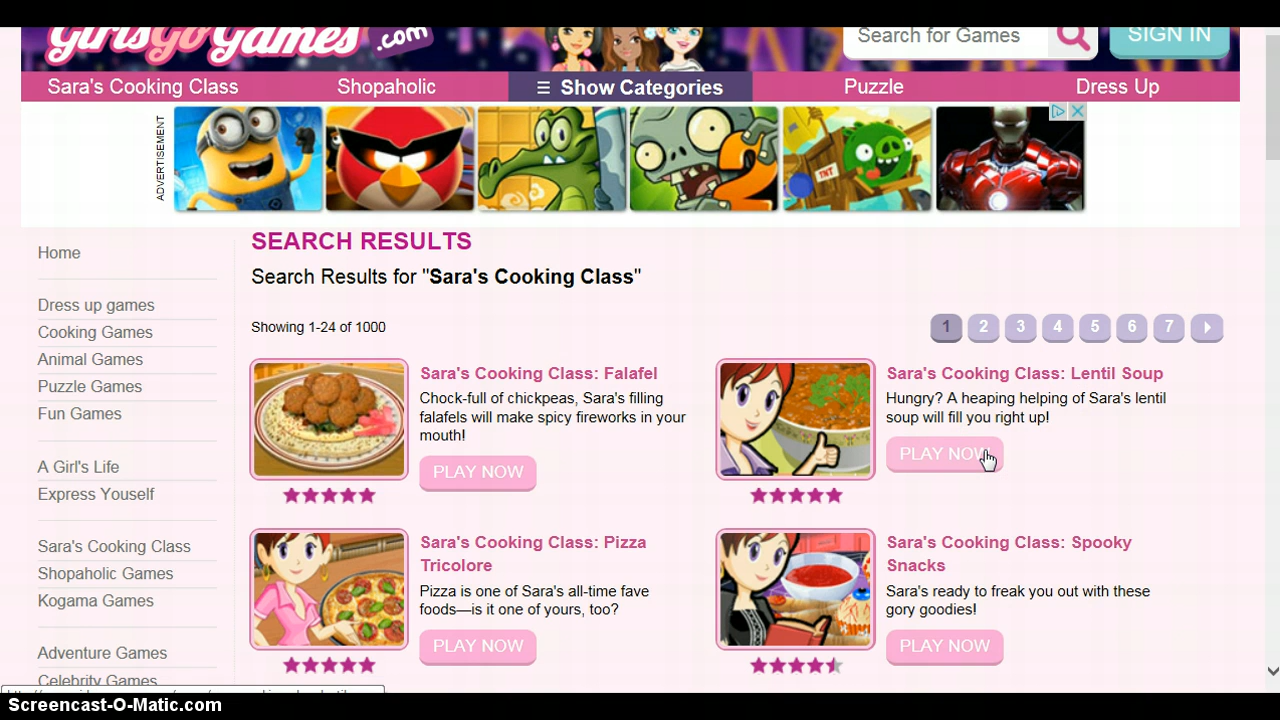 GirlsGoGames.com
Search for Games
SIGN IN
Sara's Cooking Class
Shopaholic
☰ Show Categories
Puzzle
Dress Up
ADVERTISEMENT
2
TNT
Home
Dress up games
Cooking Games
Animal Games
Puzzle Games
Fun Games
A Girl's Life
Express Youself
Sara's Cooking Class
Shopaholic Games
Kogama Games
Adventure Games
Celebrity Games
SEARCH RESULTS
Search Results for "Sara's Cooking Class"
Showing 1-24 of 1000
1 2 3 4 5 6 7
Sara's Cooking Class: Falafel
Chock-full of chickpeas, Sara's filling
falafels will make spicy fireworks in your
mouth!
PLAY NOW
Sara's Cooking Class: Lentil Soup
Hungry? A heaping helping of Sara's lentil
soup will fill you right up!
PLAY NOW
Sara's Cooking Class: Pizza
Tricolore
Pizza is one of Sara's all-time fave
foods—is it one of yours, too?
PLAY NOW
Sara's Cooking Class: Spooky
Snacks
Sara's ready to freak you out with these
gory goodies!
PLAY NOW
Screencast-O-Matic.com